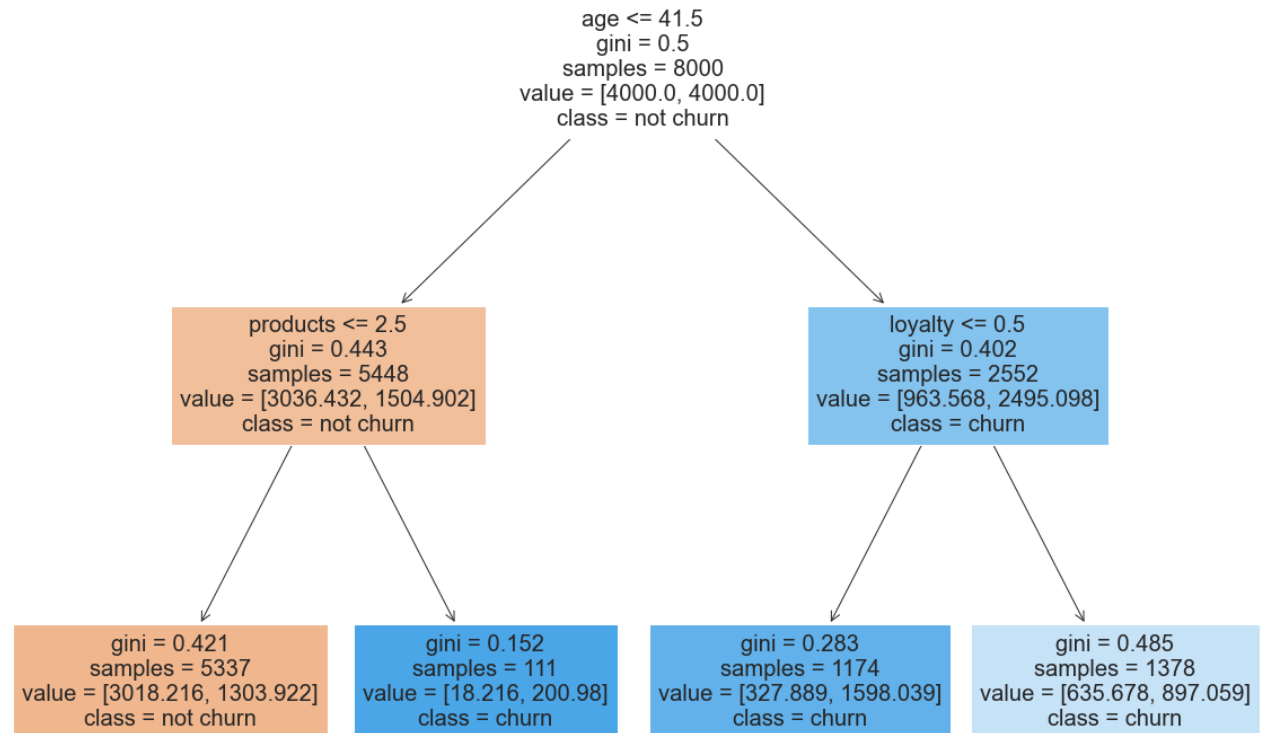 age <= 41.5
gini = 0.5
samples = 8000
value = [4000.0, 4000.0]
class = not churn
products <= 2.5
gini = 0.443
samples = 5448
value = [3036.432, 1504.902]
class = not churn
loyalty <= 0.5
gini = 0.402
samples = 2552
value = [963.568, 2495.098]
class = churn
gini = 0.421
samples = 5337
value = [3018.216, 1303.922]
class = not churn
gini = 0.152
samples = 111
value = [18.216, 200.98]
class = churn
gini = 0.283
samples = 1174
value = [327.889, 1598.039]
class = churn
gini = 0.485
samples = 1378
value = [635.678, 897.059]
class = churn